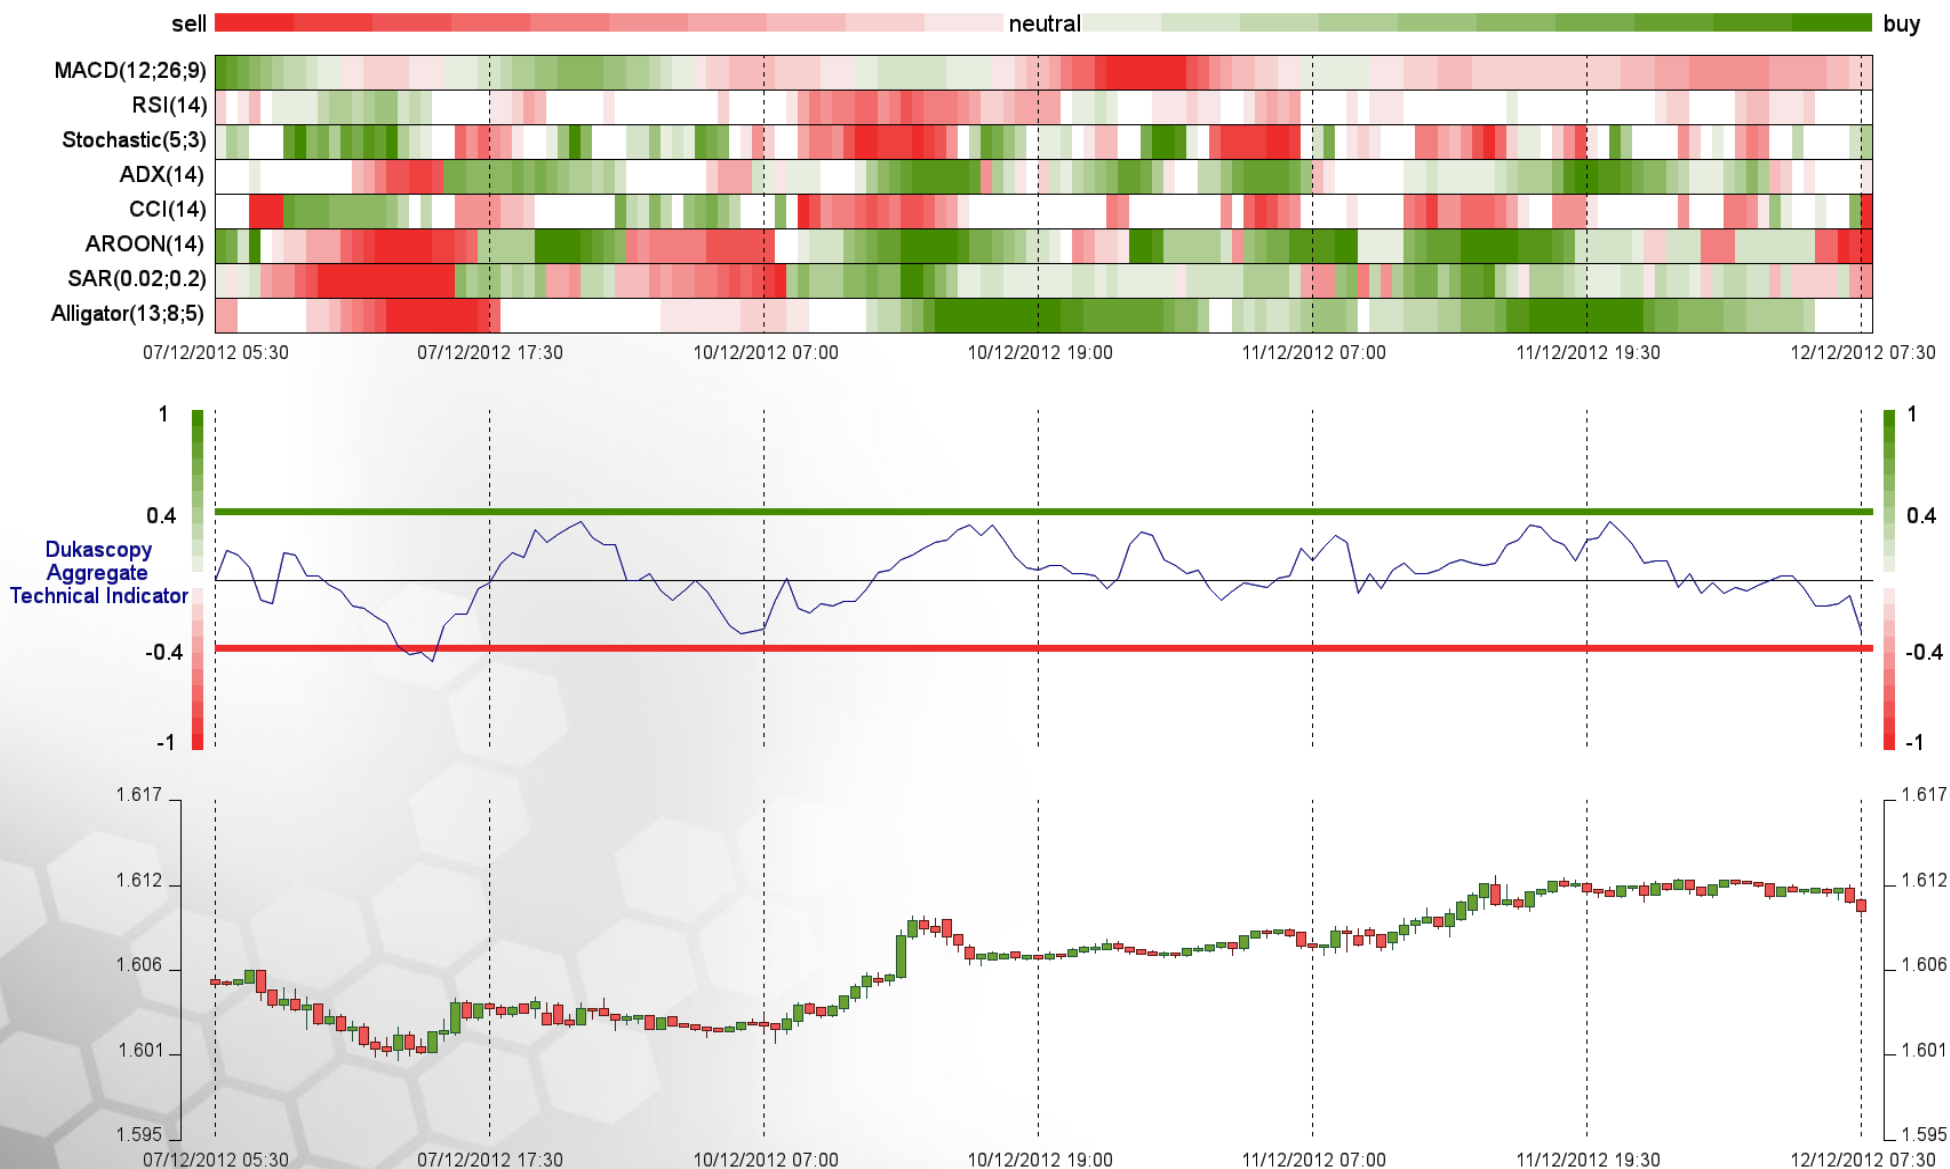 sell neutral buy
MACD(12;26;9)
RSI(14)
Stochastic(5;3)
ADX(14)
CCI(14)
AROON(14)
SAR(0.02;0.2)
Alligator(13;8;5)
07/12/2012 05:30 07/12/2012 17:30 10/12/2012 07:00 10/12/2012 19:00 11/12/2012 07:00 11/12/2012 19:30 12/12/2012 07:30
1 1
0.4 0.4
Dukascopy
Aggregate
Technical Indicator
-0.4 -0.4
-1 -1
1.617 1.617
1.612 1.612
1.606 1.606
1.601 1.601
1.595 1.595
07/12/2012 05:30 07/12/2012 17:30 10/12/2012 07:00 10/12/2012 19:00 11/12/2012 07:00 11/12/2012 19:30 12/12/2012 07:30